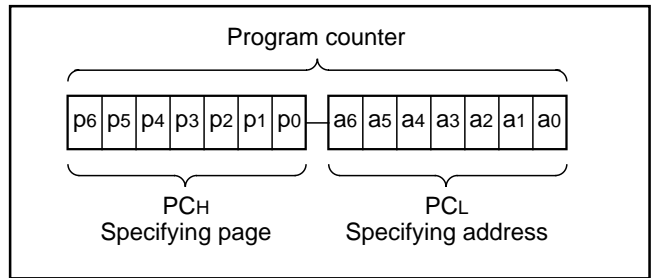 Program counter
p6 p5 p4 p3 p2 p1 p0 a6 a5 a4 a3 a2 a1 a0
PCH PCL
Specifying page Specifying address